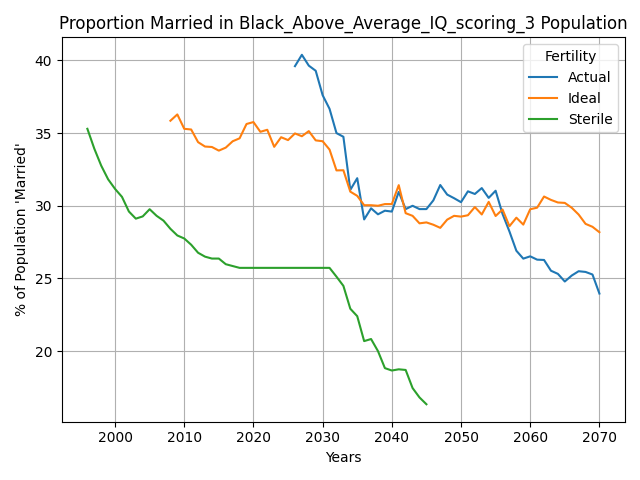 Proportion Married in Black_Above_Average_IQ_scoring_3 Population
Fertility
Actual
Ideal
Sterile
% of Population 'Married'
40
35
30
25
20
2000 2010 2020 2030 2040 2050 2060 2070
Years